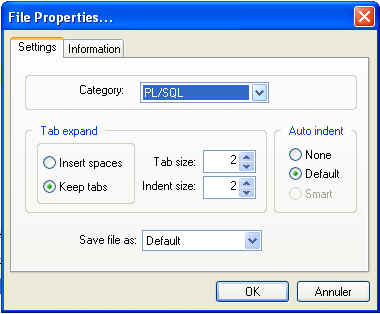 File Properties...
Settings Information
Category: PL/SQL
Tab expand Auto indent
Insert spaces Tab size: 2 None
Keep tabs Indent size: 2 Default
Smart
Save file as: Default
OK Annuler